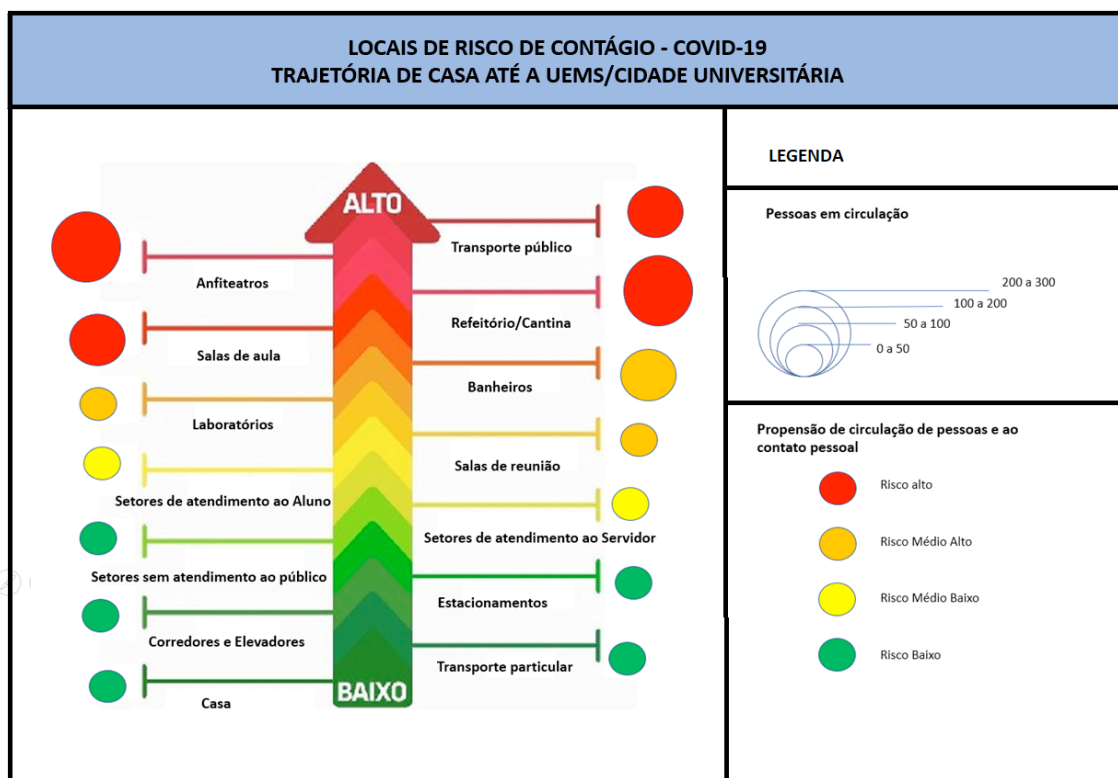 LOCAIS DE RISCO DE CONTÁGIO - COVID-19
TRAJETÓRIA DE CASA ATÉ A UEMS/CIDADE UNIVERSITÁRIA
ALTO
Transporte público
Anfiteatros
Refeitório/Cantina
Salas de aula
Banheiros
Laboratórios
Salas de reunião
Setores de atendimento ao Aluno
Setores de atendimento ao Servidor
Setores sem atendimento ao público
Estacionamentos
Corredores e Elevadores
Transporte particular
Casa
BAIXO
LEGENDA
Pessoas em circulação
200 a 300
100 a 200
50 a 100
0 a 50
Propensão de circulação de pessoas e ao
contato pessoal
Risco alto
Risco Médio Alto
Risco Médio Baixo
Risco Baixo